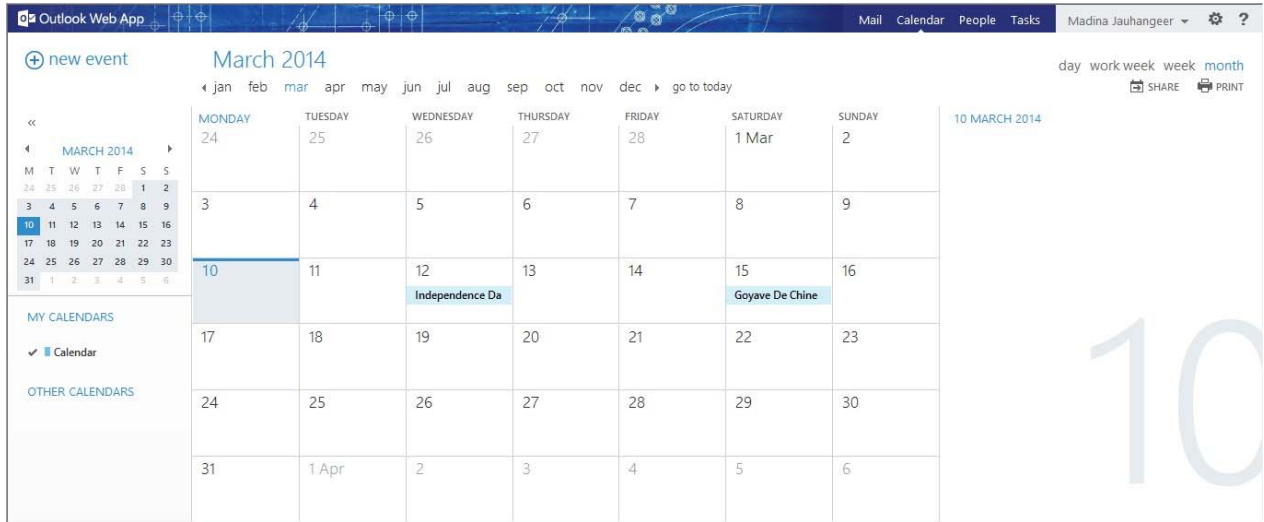 Outlook Web App Mail Calendar People Tasks Madina Jauhangeer ?
new event
March 2014
day work week week month
jan feb mar apr may jun jul aug sep oct nov dec go to today
SHARE PRINT
«
MARCH 2014
M T W T F S S
24 25 26 27 28 1 2
3 4 5 6 7 8 9
10 11 12 13 14 15 16
17 18 19 20 21 22 23
24 25 26 27 28 29 30
31 1 2 3 4 5 6
MY CALENDARS
Calendar
OTHER CALENDARS
MONDAY TUESDAY WEDNESDAY THURSDAY FRIDAY SATURDAY SUNDAY
24 25 26 27 28 1 Mar 2
3 4 5 6 7 8 9
10 11 12 13 14 15 16
Independence Da Goyave De Chine
17 18 19 20 21 22 23
24 25 26 27 28 29 30
31 1 Apr 2 3 4 5 6
10 MARCH 2014
10